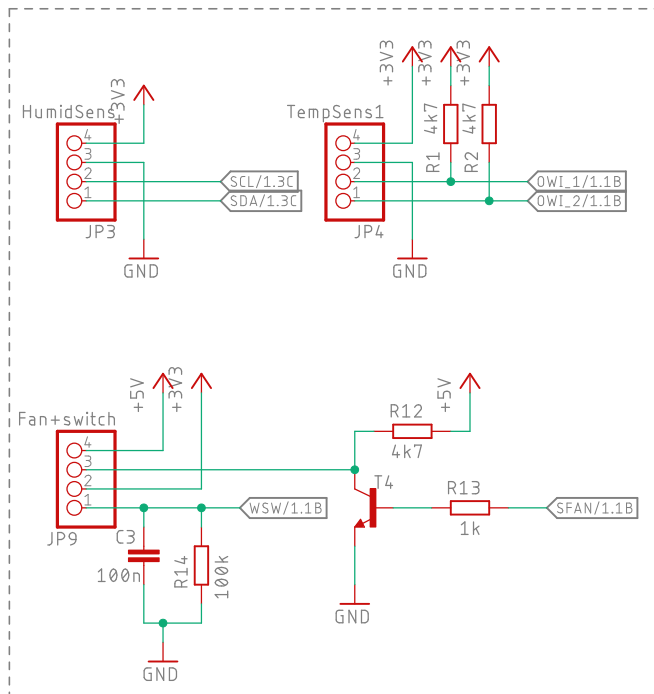 HumidSens
+3V3
4
3
2
1
SCL/1.3C
SDA/1.3C
JP3
GND
TempSens1
+3V3
+3V3
+3V3
4
3
2
1
4k7
4k7
R1
R2
OWI_1/1.1B
OWI_2/1.1B
JP4
GND
Fan+switch
+5V
+3V3
4
3
2
1
WSW/1.1B
JP9
C3
100n
R14
100k
GND
+5V
R12
4k7
T4
R13
1k
SFAN/1.1B
GND